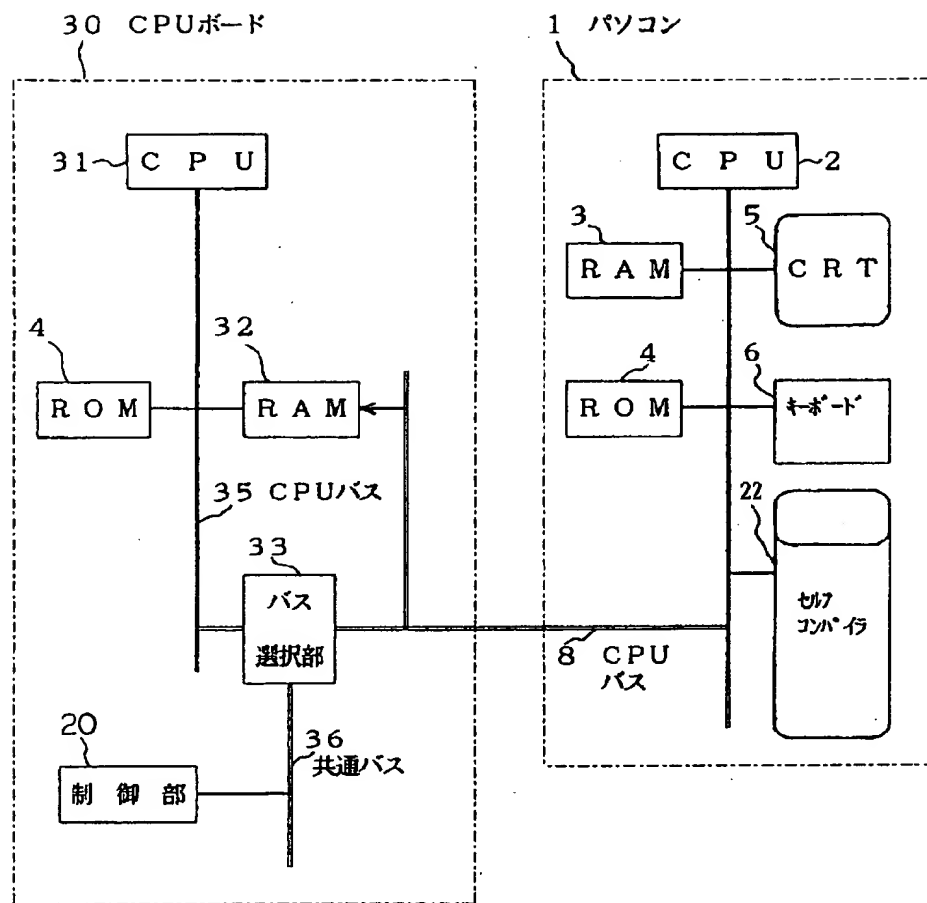 30 CPUボード
1 パソコン
31 CPU
CPU 2
3
RAM
5
CRT
4
ROM
32
RAM
4
ROM
6
キーボード
35 CPUバス
22
セルフ
コンパイラ
33
バス
選択部
8 CPU
バス
20
制御部
36
共通バス